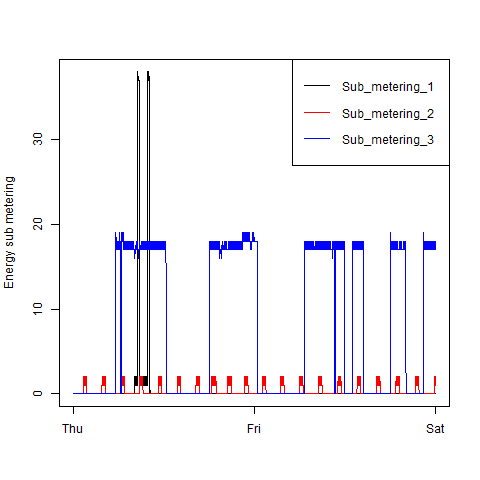 Sub_metering_1
Sub_metering_2
Sub_metering_3
Energy sub metering
30
20
10
0
Thu
Fri
Sat